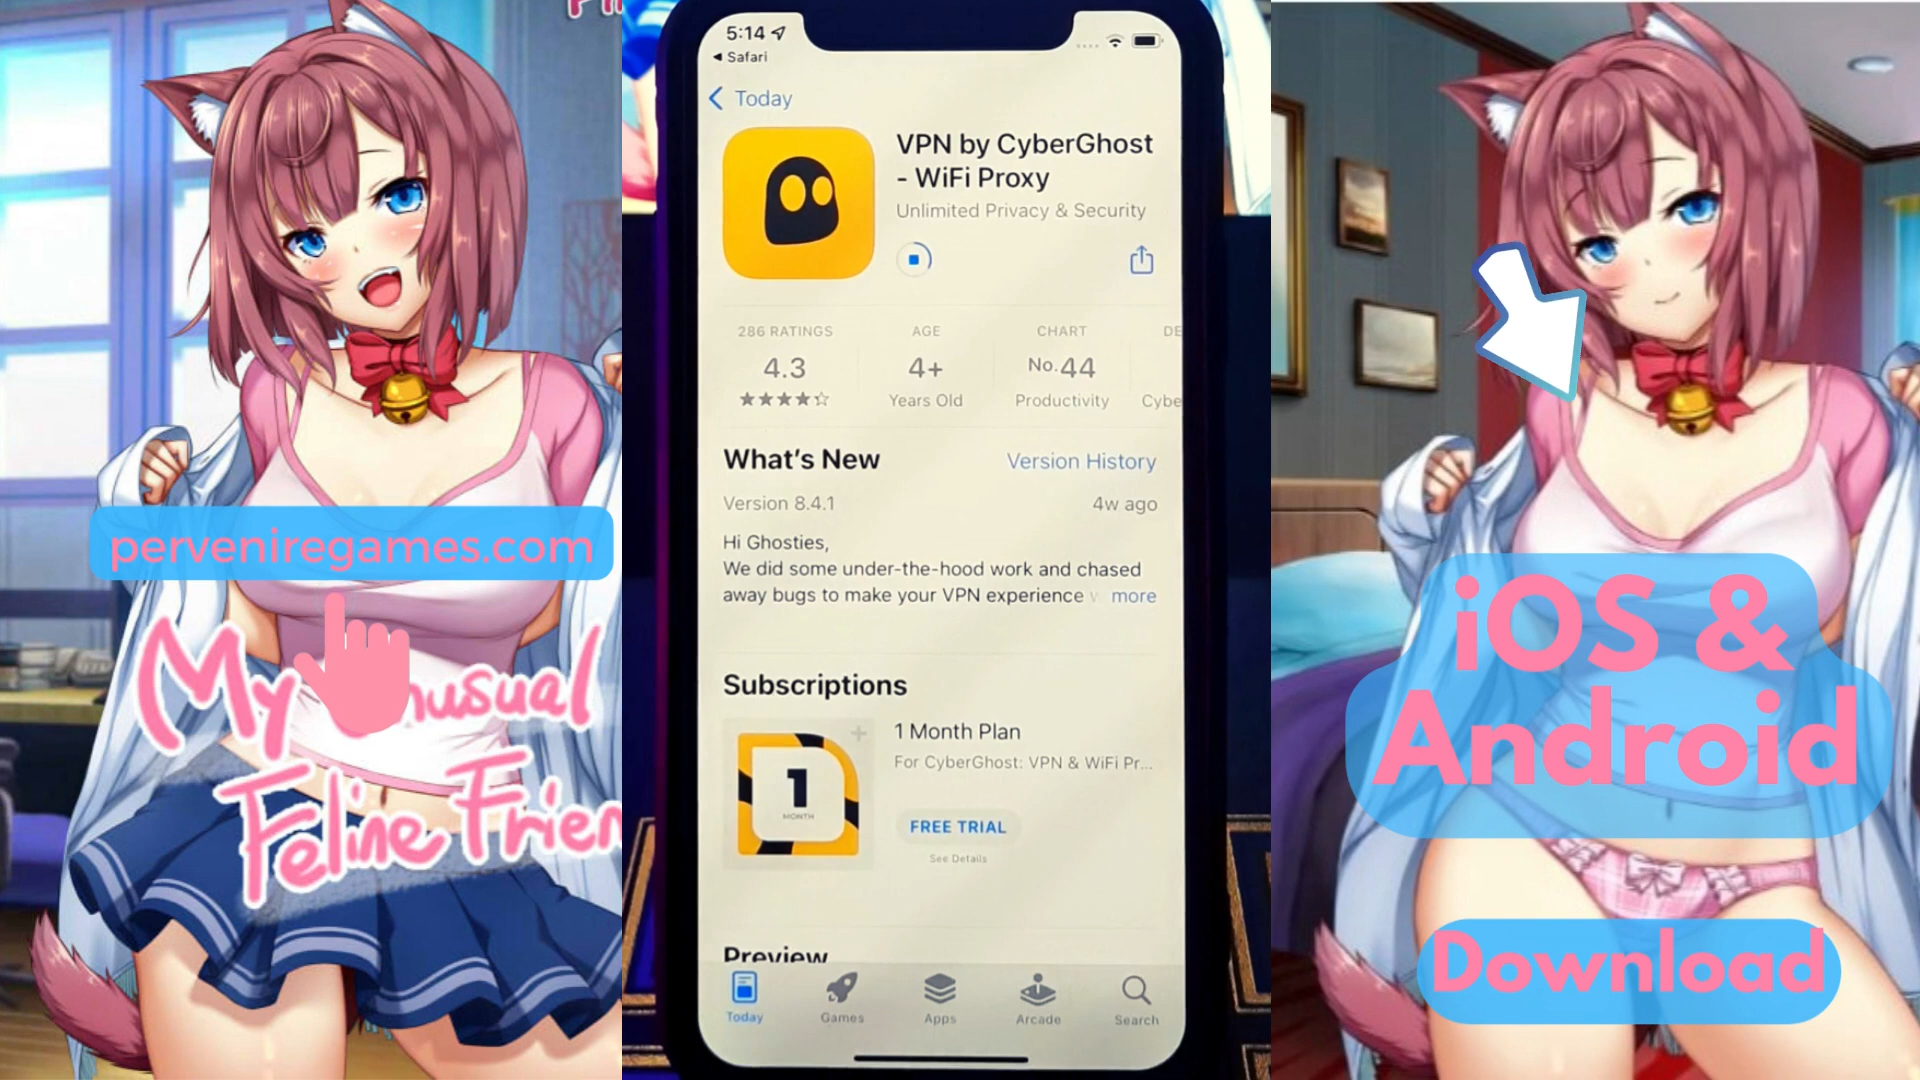 perveniregames.com
My
Feline
5:14
Safari
Today
VPN by CyberGhost
- WiFi Proxy
Unlimited Privacy & Security
286 RATINGS
AGE
CHART
4.3
4+
No.44
Years Old
Productivity
What's New
Version History
Version 8.4.1
4w ago
Hi Ghosties,
We did some under-the-hood work and chased
away bugs to make your VPN experience
more
Subscriptions
1 Month Plan
For CyberGhost: VPN & WiFi Pr...
1
MONTH
FREE TRIAL
See Details
Preview
Today
Games
Apps
Arcade
Search
iOS &
Android
Download